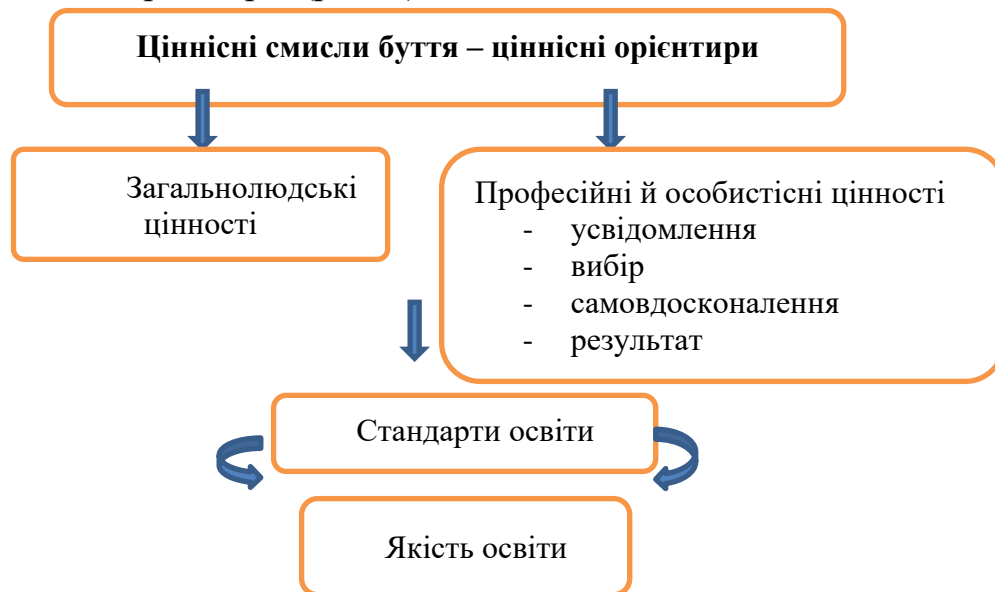 Ціннісні смисли буття – ціннісні орієнтири
Загальнолюдські
цінності
Професійні й особистісні цінності
- усвідомлення
- вибір
- самовдосконалення
- результат
Стандарти освіти
Якість освіти